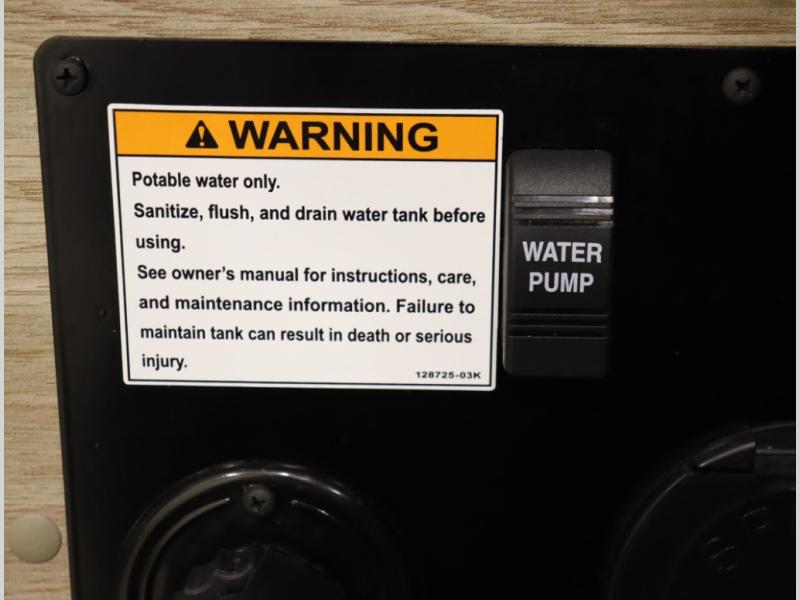 WARNING
Potable water only.
Sanitize, flush, and drain water tank before
using.
See owner's manual for instructions, care,
and maintenance information. Failure to
maintain tank can result in death or serious
injury.
128725-03K
WATER
PUMP